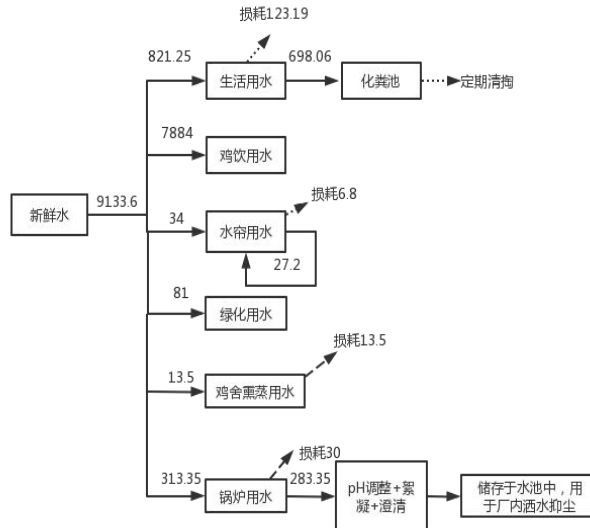 损耗123.19
821.25
698.06
生活用水
化粪池
定期清掏
7884
鸡饮用水
损耗6.8
新鲜水
9133.6
34
水帘用水
27.2
81
绿化用水
损耗13.5
13.5
鸡舍熏蒸用水
损耗30
313.35
283.35
锅炉用水
pH调整+絮
凝+澄清
储存于水池中，用
于厂内洒水抑尘